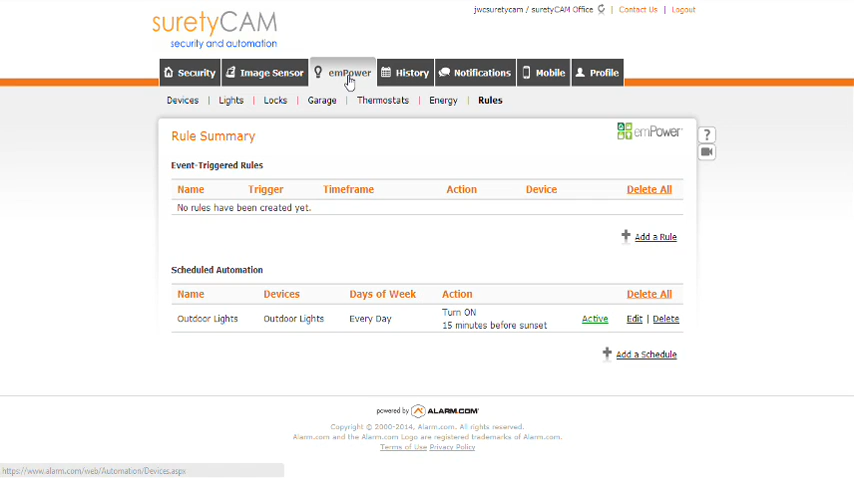 suretyCAM
security and automation
jwcsuretycam / suretyCAM Office | Contact Us | Logout
Security
Image Sensor
emPower
History
Notifications
Mobile
Profile
Devices | Lights | Locks | Garage | Thermostats | Energy | Rules
Rule Summary
emPower
?
Event-Triggered Rules
Name Trigger Timeframe Action Device Delete All
No rules have been created yet.
Add a Rule
Scheduled Automation
Name Devices Days of Week Action Delete All
Outdoor Lights Outdoor Lights Every Day Turn ON
15 minutes before sunset
Active Edit | Delete
Add a Schedule
powered by ALARM.COM
Copyright © 2000-2014, Alarm.com. All rights reserved.
Alarm.com and the Alarm.com Logo are registered trademarks of Alarm.com.
Terms of Use Privacy Policy
https://www.alarm.com/web/Automation/Devices.aspx